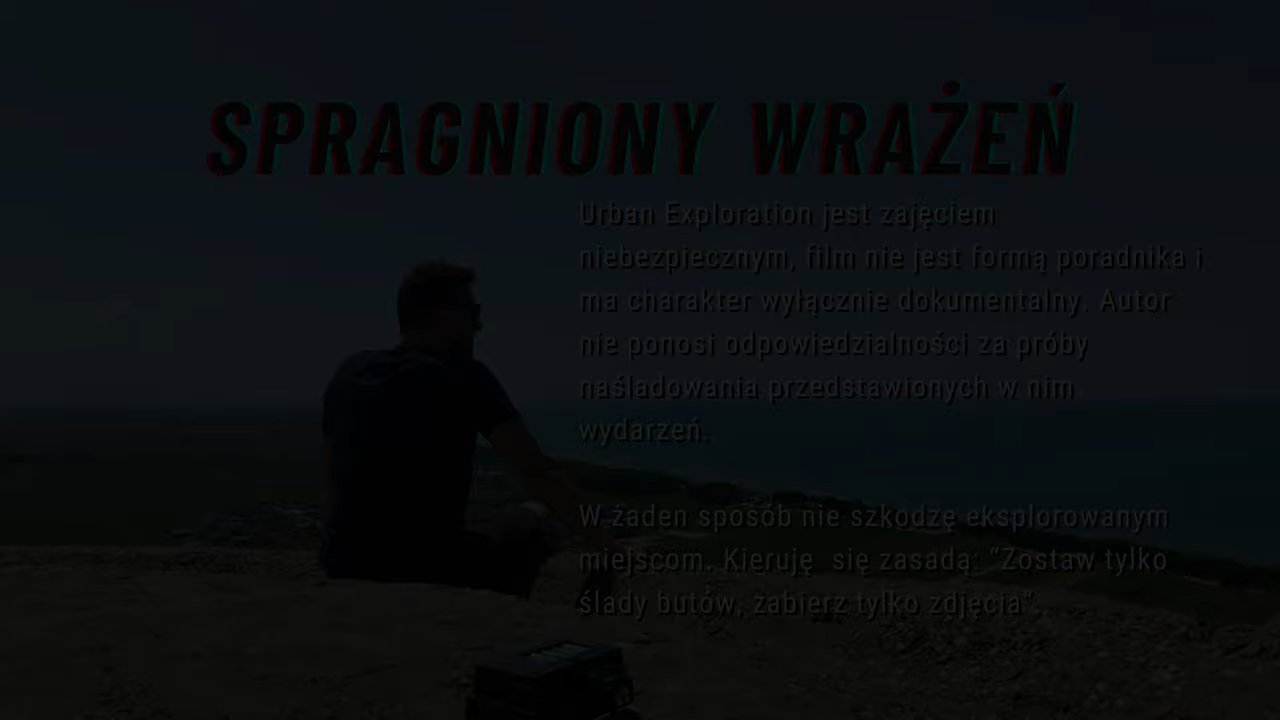 SPRAGNIONY WRAŻEŃ
Urban Exploration jest zajęciem
niebezpiecznym, film nie jest formą poradnika i
ma charakter wyłącznie dokumentalny. Autor
nie ponosi odpowiedzialności za próby
naśladowania przedstawionych w nim
wydarzeń.
W żaden sposób nie szkodzę eksplorowanym
miejscom. Kieruję  się zasadą: "Zostaw tylko
ślady butów, zabierz tylko zdjęcia".